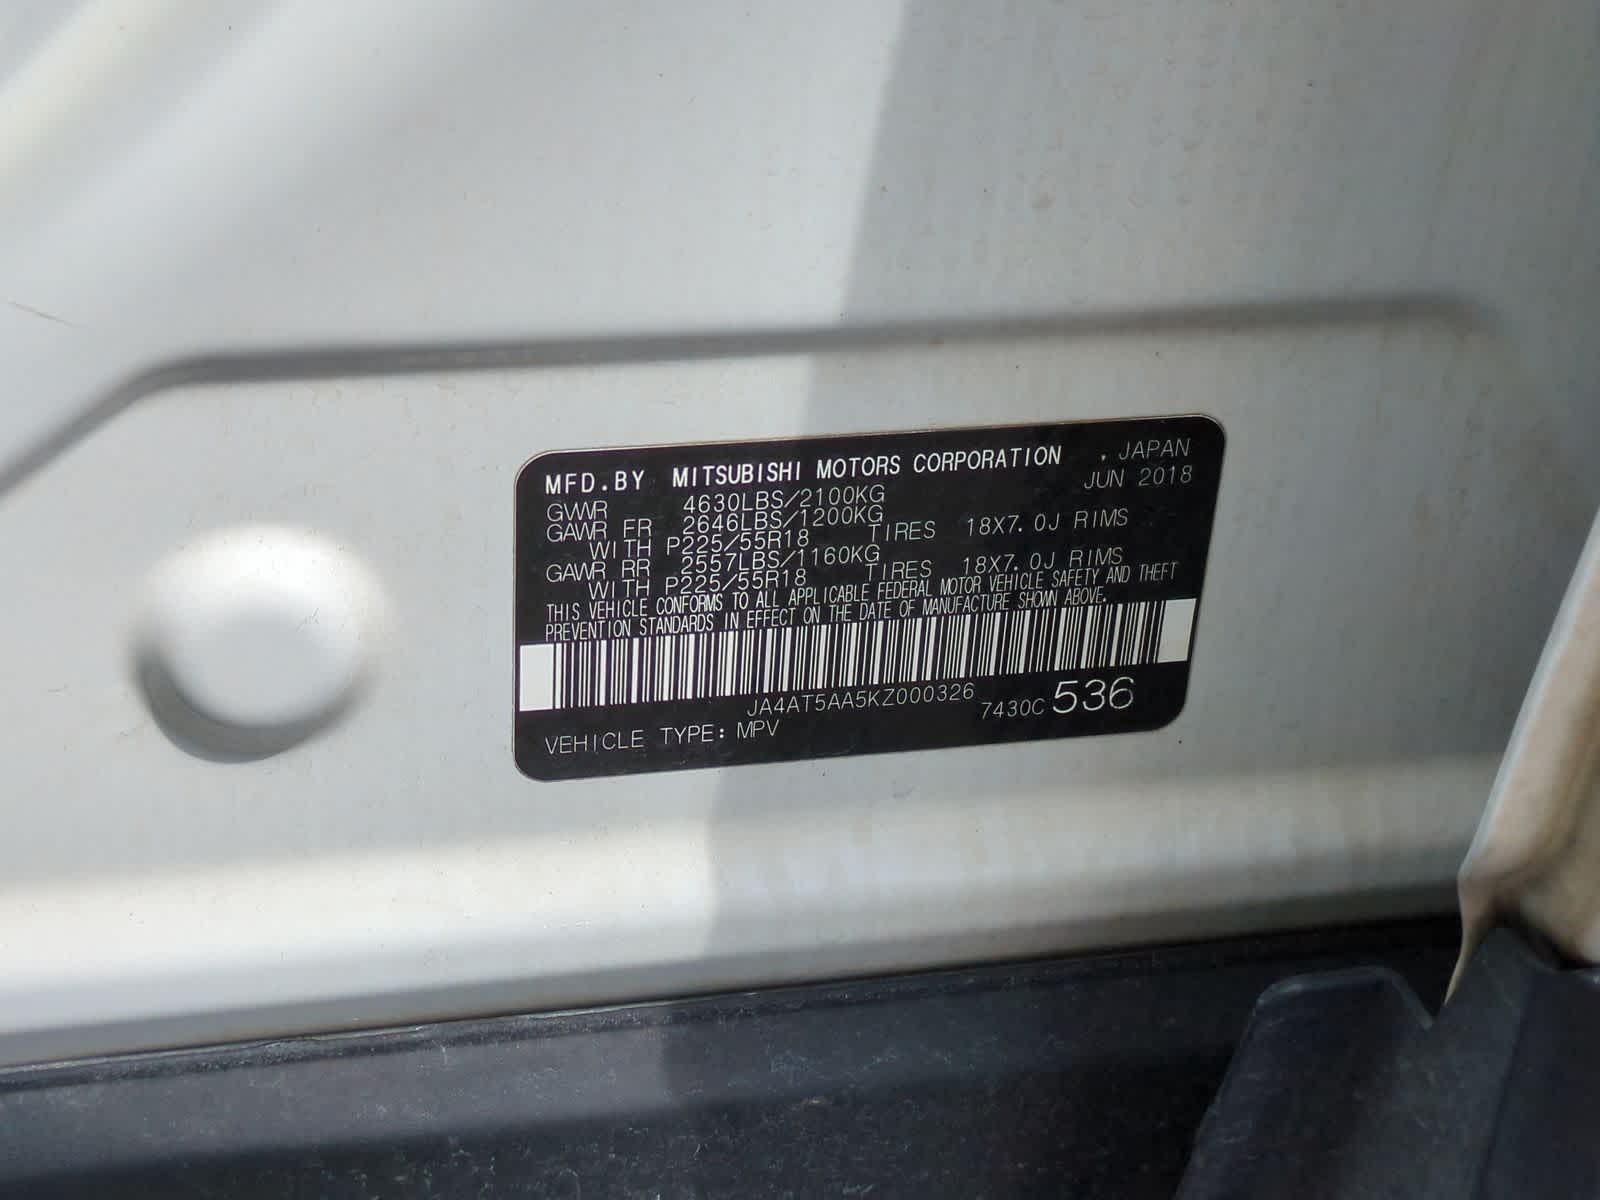 MFD.BY MITSUBISHI MOTORS CORPORATION , JAPAN
JUN 2018
GVWR 4630LBS/2100KG
GAWR FR 2646LBS/1200KG
WITH P225/55R18 TIRES 18X7.0J RIMS
GAWR RR 2557LBS/1160KG
WITH P225/55R18 TIRES 18X7.0J RIMS
THIS VEHICLE CONFORMS TO ALL APPLICABLE FEDERAL MOTOR VEHICLE SAFETY AND THEFT
PREVENTION STANDARDS IN EFFECT ON THE DATE OF MANUFACTURE SHOWN ABOVE.
JA4AT5AA5KZ000326
7430C 536
VEHICLE TYPE: MPV